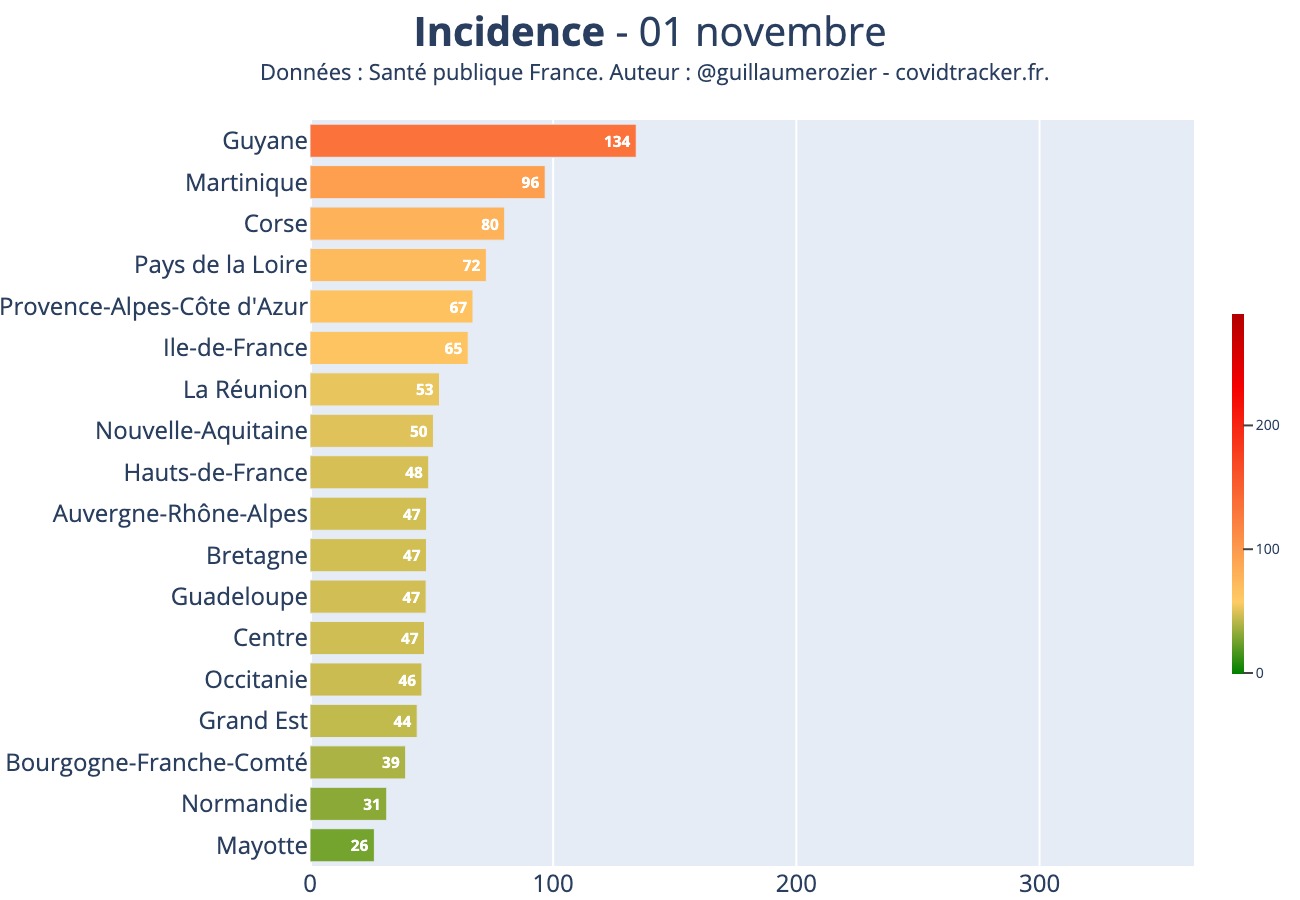 Incidence - 01 novembre
Données : Santé publique France. Auteur : @guillaumerozier - covidtracker.fr.
Guyane 134
Martinique 96
Corse 80
Pays de la Loire 72
Provence-Alpes-Côte d'Azur 67
Ile-de-France 65
La Réunion 53
Nouvelle-Aquitaine 50
Hauts-de-France 48
Auvergne-Rhône-Alpes 47
Bretagne 47
Guadeloupe 47
Centre 47
Occitanie 46
Grand Est 44
Bourgogne-Franche-Comté 39
Normandie 31
Mayotte 26
0 100 200 300
200
100
0